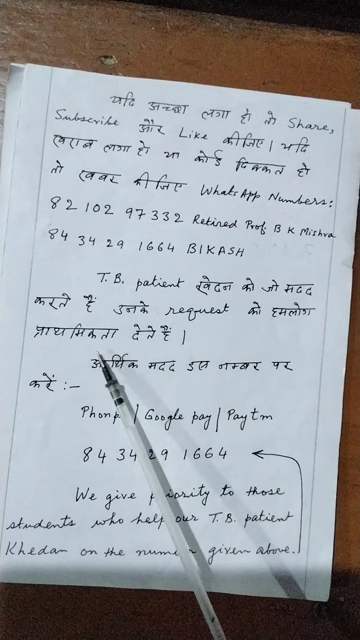 यदि अच्छा लगा हो तो Share,
Subscribe और Like कीजिए। यदि
खराब लगा हो या कोई दिक्कत हो
तो खबर कीजिए WhatsApp Numbers:
82 102 97332 Retired Prof. B K Mishra
84 34 29 1664 BIKASH
T.B. patient खेदन को जो मदद
करते हैं उनके request को हमलोग
प्राथमिकता देते हैं।
आर्थिक मदद इस नम्बर पर
करें :-
Phonp | Google pay | Paytm
84 34 29 1664
We give priority to those
students who help our T.B. patient
Khedan on the number given above.